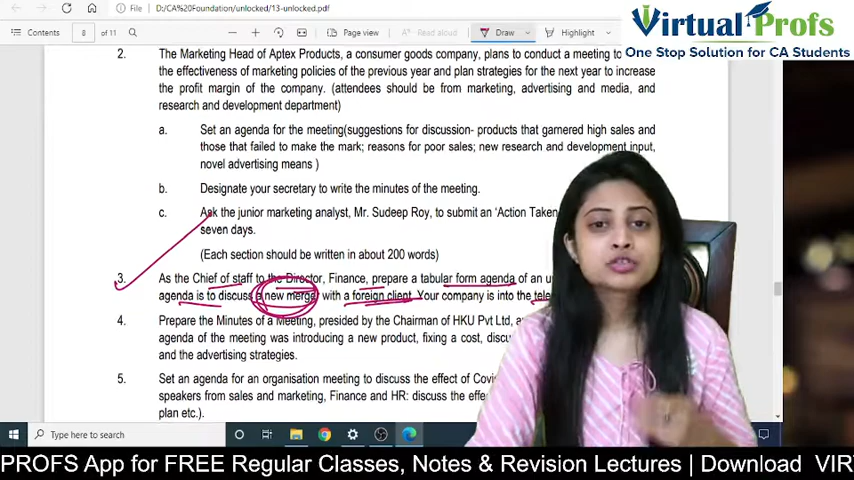 File
D:/CA%20Foundation/unlocked/13-unlocked.pdf
Contents
8
of 11
Page view
Read aloud
Draw
Highlight
Virtual Profs
One Stop Solution for CA Students
2. The Marketing Head of Aptex Products, a consumer goods company, plans to conduct a meeting to
the effectiveness of marketing policies of the previous year and plan strategies for the next year to increase
the profit margin of the company. (attendees should be from marketing, advertising and media, and
research and development department)
a. Set an agenda for the meeting(suggestions for discussion- products that garnered high sales and
those that failed to make the mark; reasons for poor sales; new research and development input,
novel advertising means )
b. Designate your secretary to write the minutes of the meeting.
c. Ask the junior marketing analyst, Mr. Sudeep Roy, to submit an 'Action Taken
seven days.
(Each section should be written in about 200 words)
3. As the Chief of staff to the Director, Finance, prepare a tabular form agenda of an
agenda is to discuss a new merger with a foreign client. Your company is into the
4. Prepare the Minutes of a Meeting, presided by the Chairman of HKU Pvt Ltd,
agenda of the meeting was introducing a new product, fixing a cost,
and the advertising strategies.
5. Set an agenda for an organisation meeting to discuss the effect of
speakers from sales and marketing, Finance and HR: discuss the
plan etc.).
Type here to search
PROFS App for FREE Regular Classes, Notes & Revision Lectures | Download